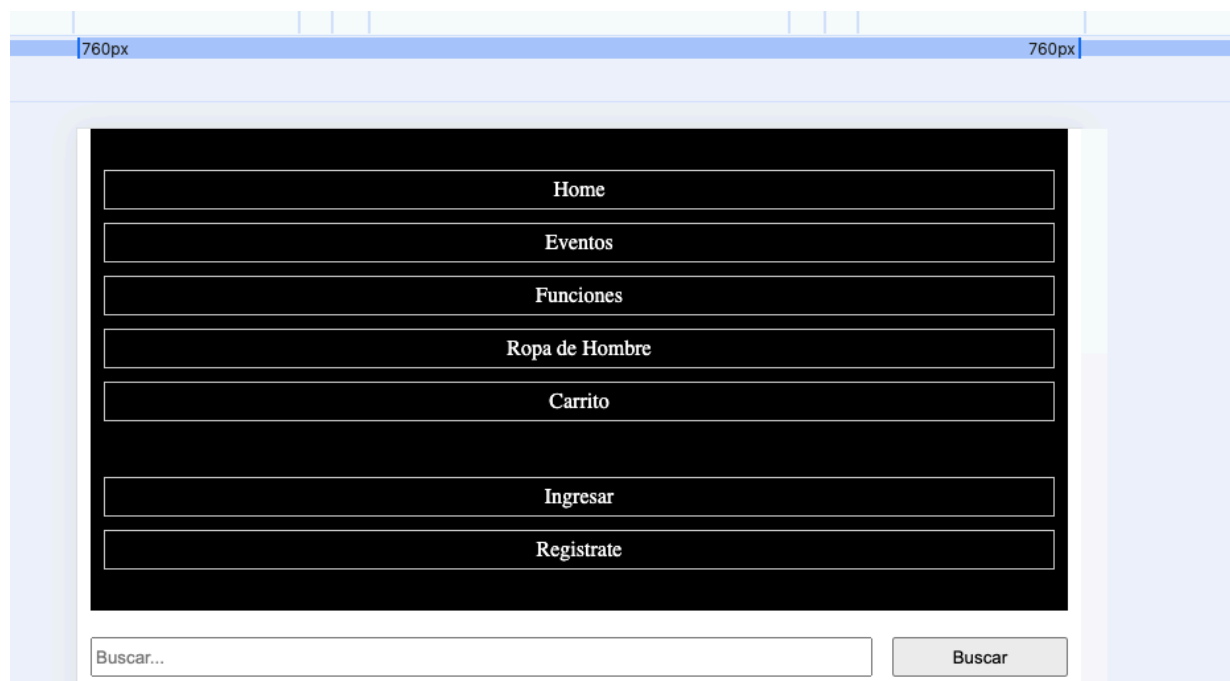 760px 760px
Home
Eventos
Funciones
Ropa de Hombre
Carrito
Ingresar
Registrate
Buscar... Buscar